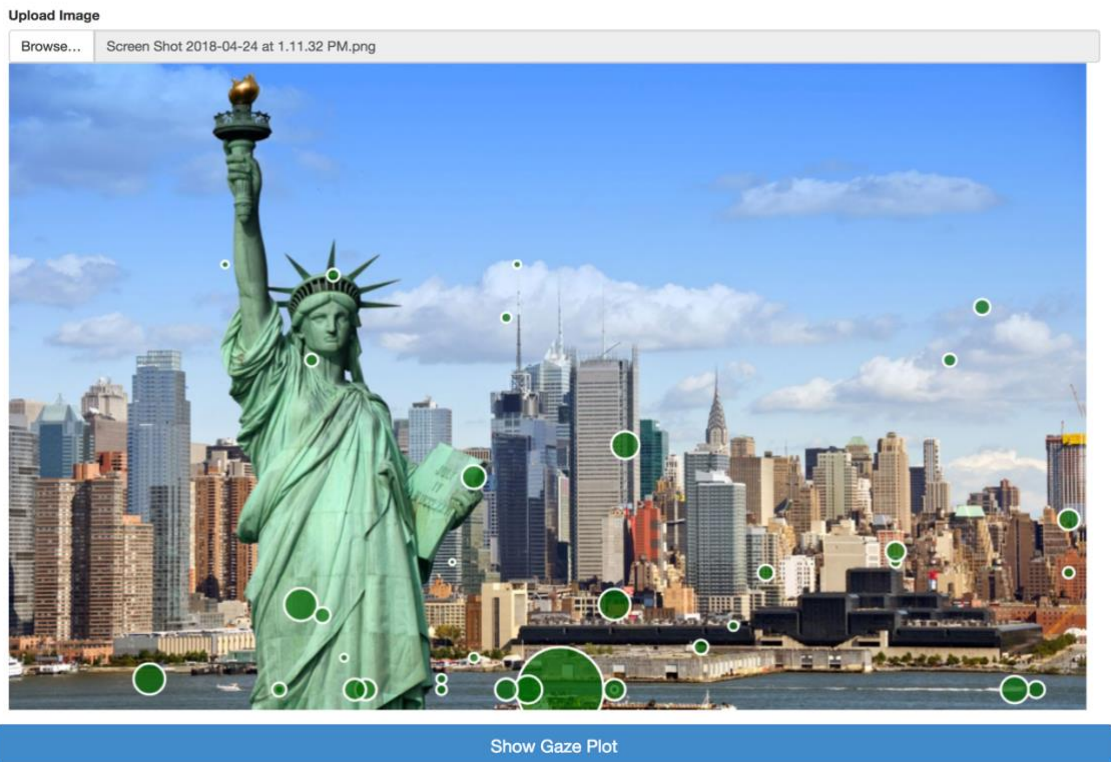 Upload Image
Browse... Screen Shot 2018-04-24 at 1.11.32 PM.png
Show Gaze Plot